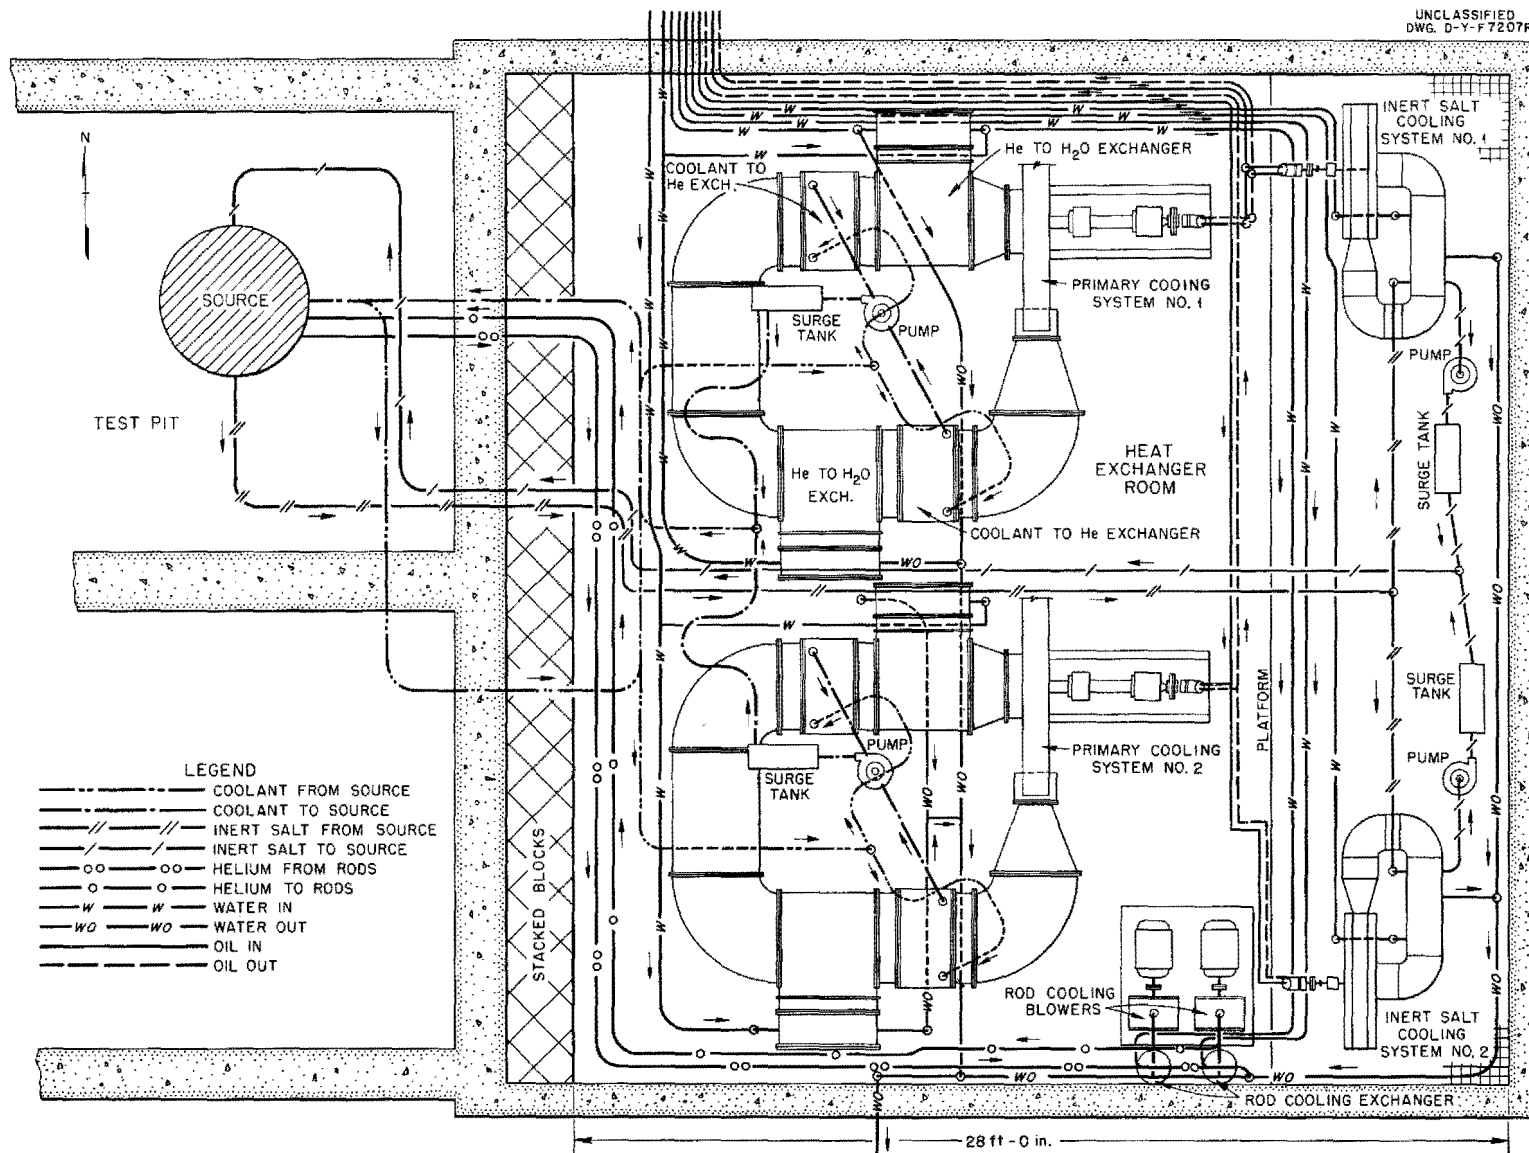 UNCLASSIFIED
DWG. D-Y-F7207R
N
INERT SALT
COOLING
SYSTEM NO. 1
He TO H2O EXCHANGER
COOLANT TO
He EXCH.
SOURCE
PRIMARY COOING
SYSTEM NO. 1
SURGE
TANK
PUMP
PUMP
TEST PIT
HEAT
EXCHANGER
ROOM
SURGE TANK
He TO H2O
EXCH.
COOLANT TO He EXCHANGER
SURGE
TANK
PLATFORM
PUMP
PRIMARY COOLING
SYSTEM NO. 2
SURGE
TANK
PUMP
LEGEND
COOLANT FROM SOURCE
COOLANT TO SOURCE
INERT SALT FROM SOURCE
INERT SALT TO SOURCE
HELIUM FROM RODS
HELIUM TO RODS
W W WATER IN
WO WO WATER OUT
OIL IN
OIL OUT
STACKED BLOCKS
ROD COOLING
BLOWERS
INERT SALT
COOLING
SYSTEM NO. 2
ROD COOLING EXCHANGER
28 ft-0 in.